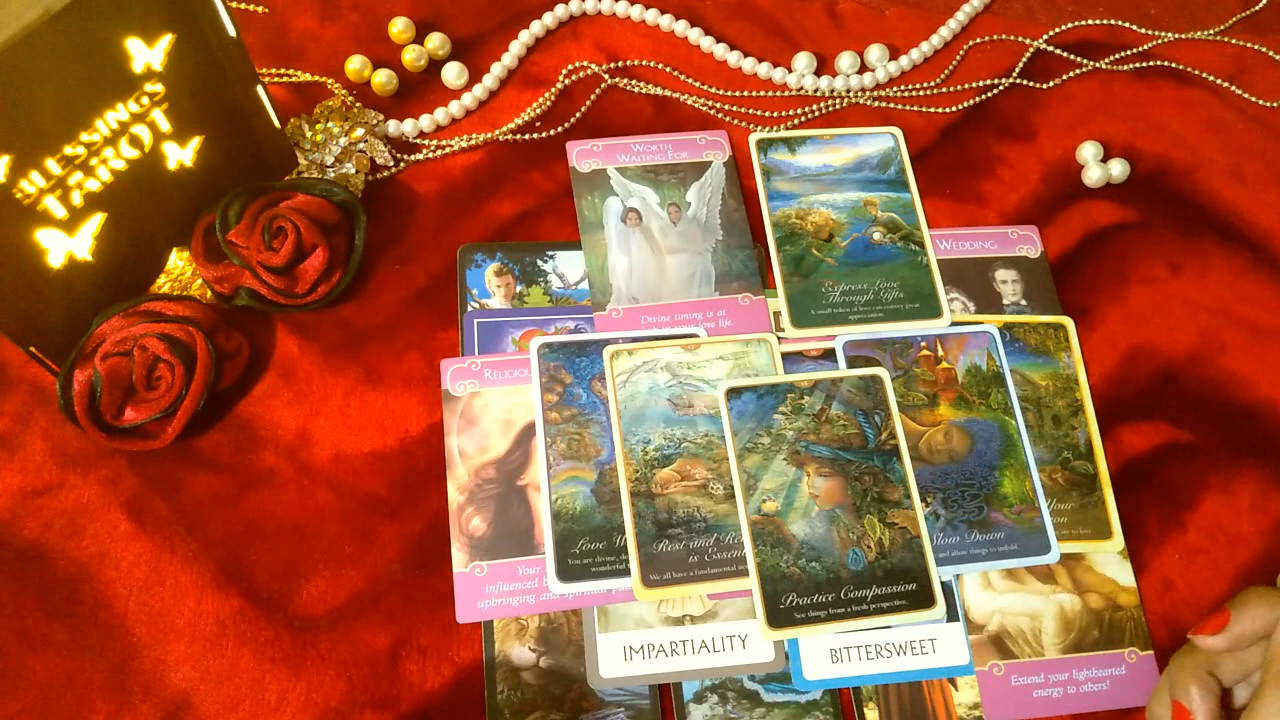 BLESSINGS
TAROT
WORTH
WAITING FOR
Divine timing is at
in your love life.
Express Love
Through Gifts
A small token of love can convey great
appreciation.
WEDDING
Your
influenced
upbringing and
Love
You are divine,
wonderful
Rest and
is
We all have a fundamental
Practice Compassion
See things from a fresh perspective.
Slow Down
and allow things to unfold.
Your
IMPARTIALITY
BITTERSWEET
Extend your lighthearted
energy to others!